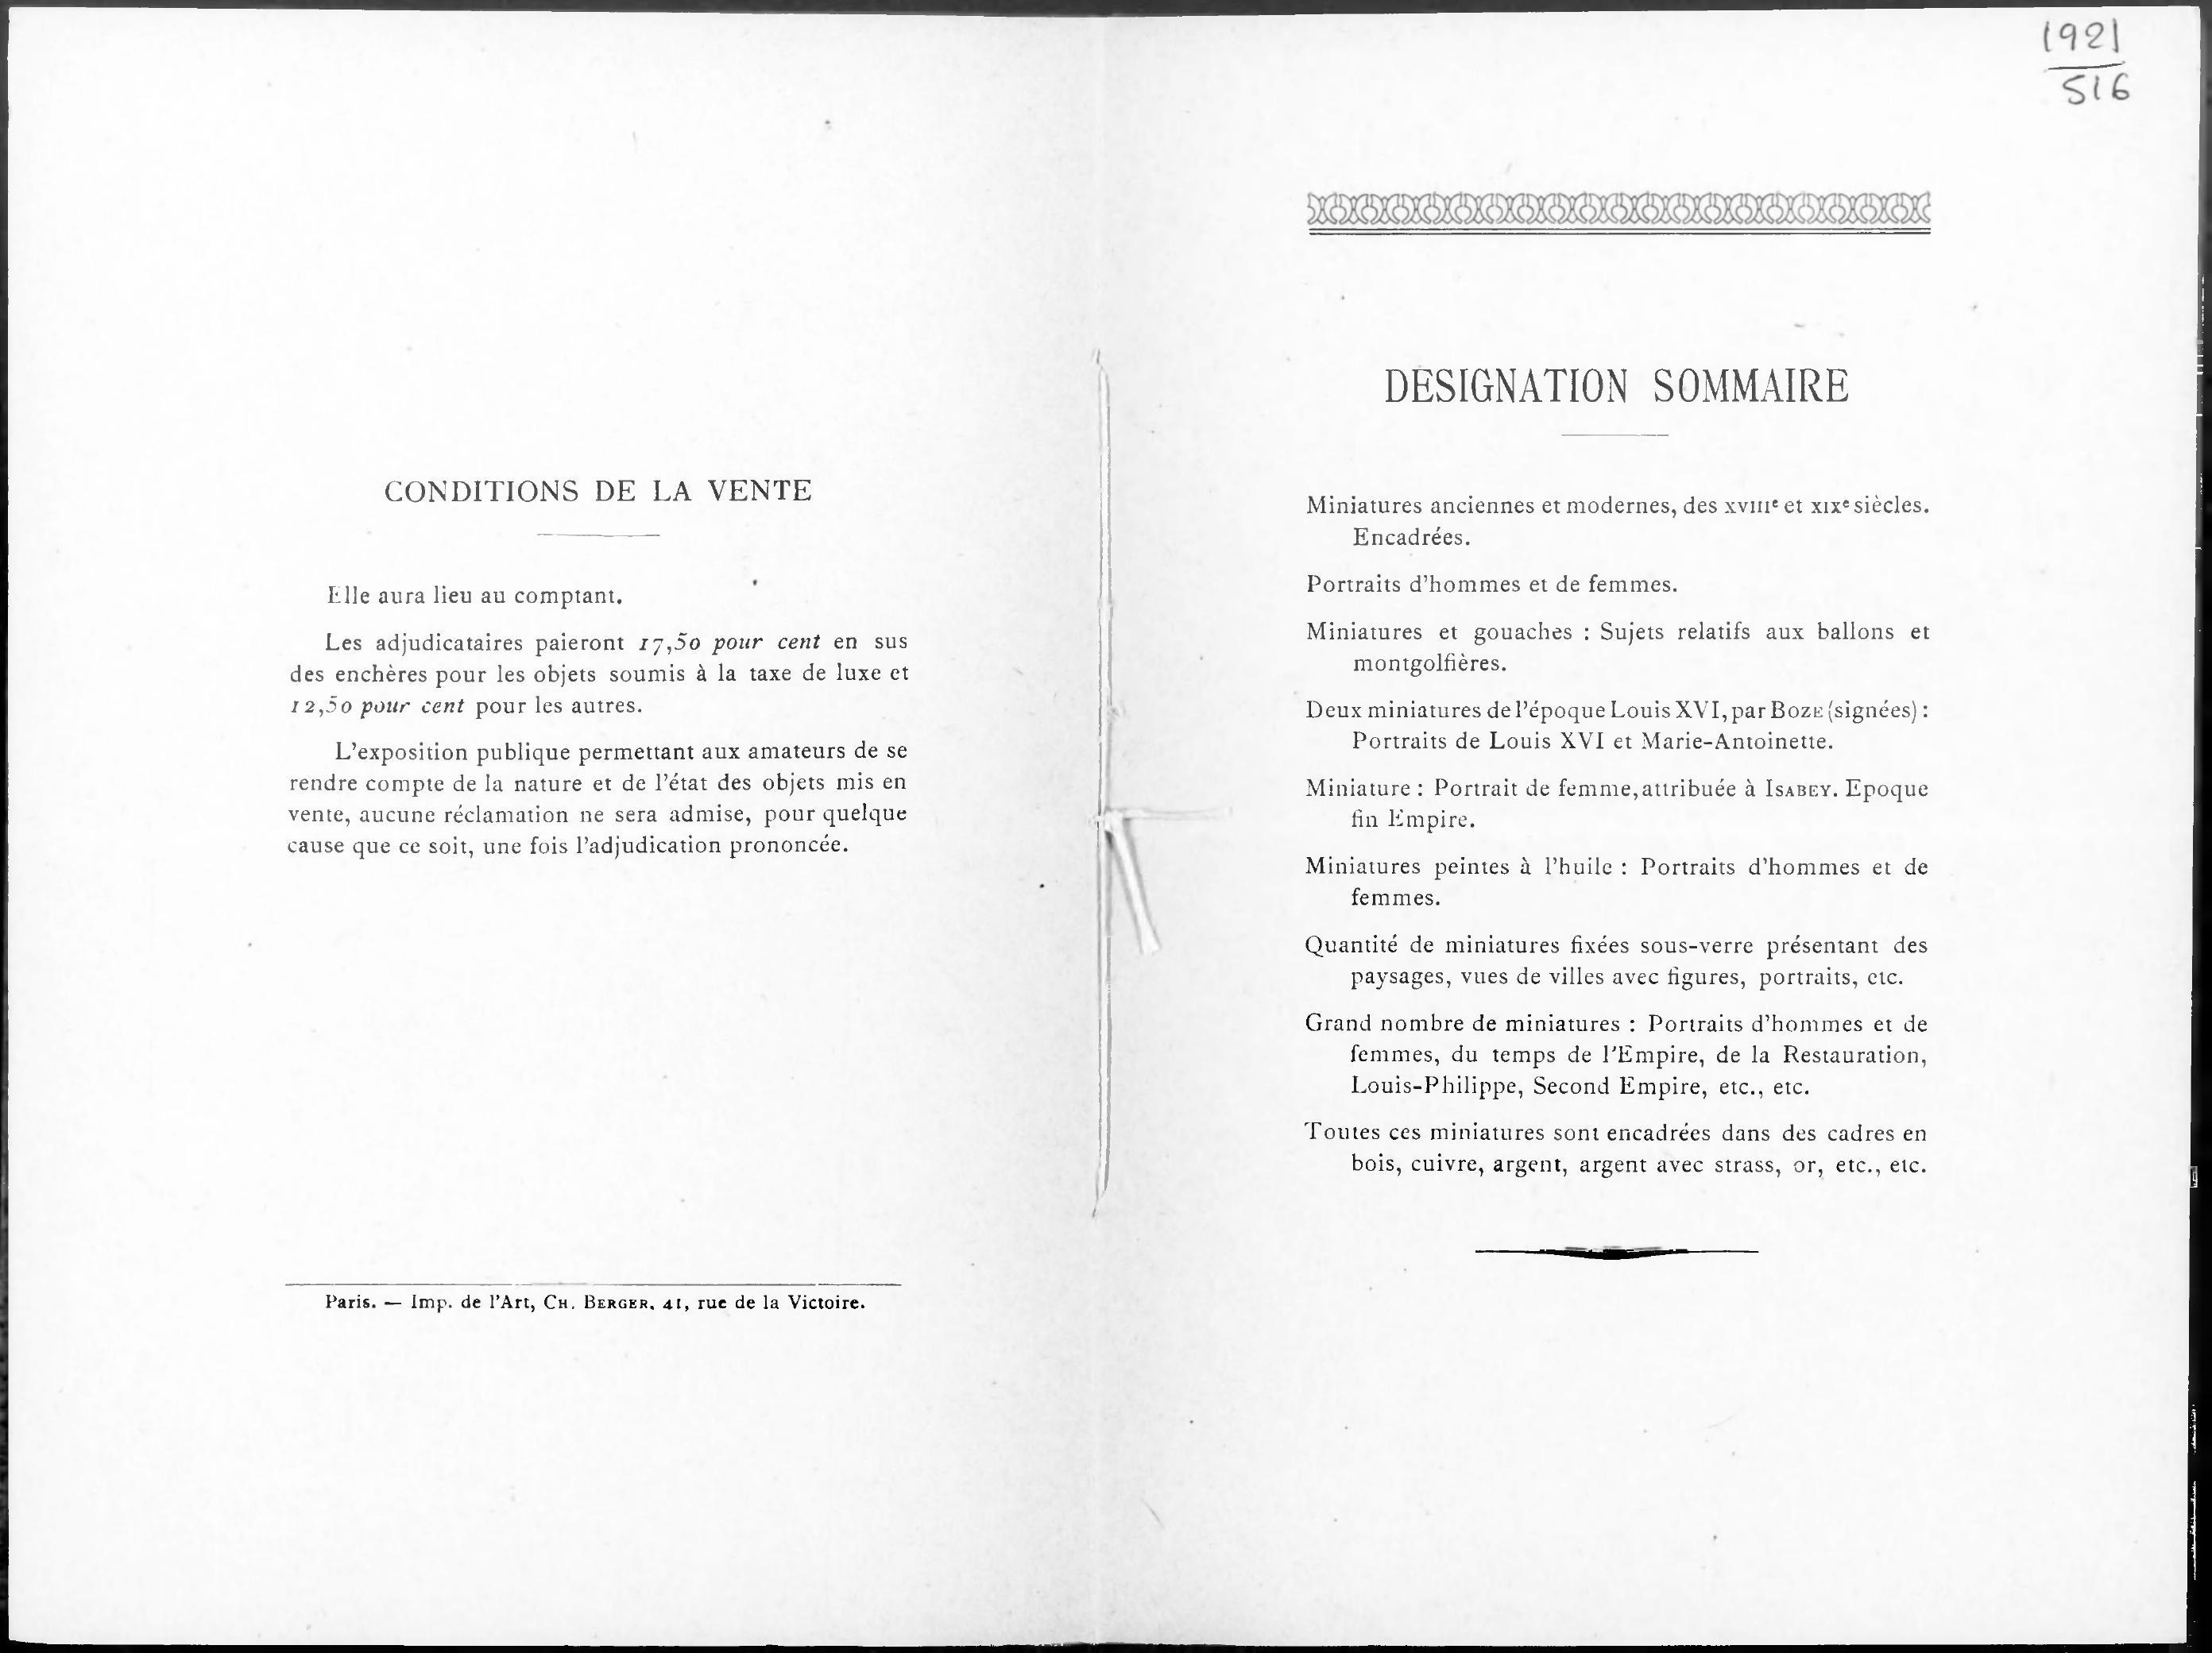 CONDITIONS DE LA VENTE
Elle aura lieu au comptant.
Les adjudicataires paieront 17,50 pour cent en sus
des enchères pour les objets soumis à la taxe de luxe et
12,50 pour cent pour les autres.
L'exposition publique permettant aux amateurs de se
rendre compte de la nature et de l'état des objets mis en
vente, aucune réclamation ne sera admise, pour quelque
cause que ce soit, une fois l'adjudication prononcée.
Paris. — Imp. de l'Art, CH. BERGER, 41, rue de la Victoire.
1921
516
DÉSIGNATION SOMMAIRE
Miniatures anciennes et modernes, des XVIIIe et XIXe siècles.
Encadrées.
Portraits d'hommes et de femmes.
Miniatures et gouaches : Sujets relatifs aux ballons et
montgolfières.
Deux miniatures de l'époque Louis XVI, par BOZE (signées) :
Portraits de Louis XVI et Marie-Antoinette.
Miniature : Portrait de femme, attribuée à ISABEY. Epoque
fin Empire.
Miniatures peintes à l'huile : Portraits d'hommes et de
femmes.
Quantité de miniatures fixées sous-verre présentant des
paysages, vues de villes avec figures, portraits, etc.
Grand nombre de miniatures : Portraits d'hommes et de
femmes, du temps de l'Empire, de la Restauration,
Louis-Philippe, Second Empire, etc., etc.
Toutes ces miniatures sont encadrées dans des cadres en
bois, cuivre, argent, argent avec strass, or, etc., etc.